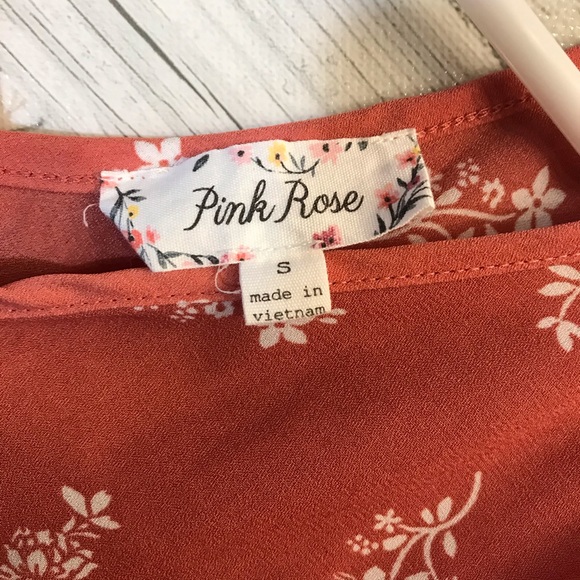 Pink Rose
S
made in
vietnam